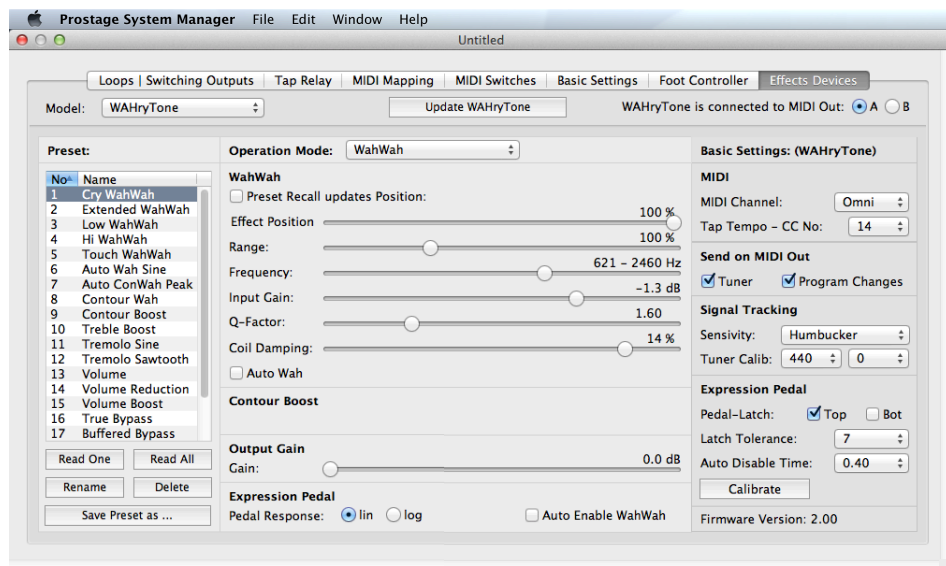 Prostage System Manager File Edit Window Help
Untitled
Loops | Switching Outputs Tap Relay MIDI Mapping MIDI Switches Basic Settings Foot Controller Effects Devices
Model: WAHryTone Update WAHryTone WAHryTone is connected to MIDI Out: A B
Preset:
No Name
1 Cry WahWah
2 Extended WahWah
3 Low WahWah
4 Hi WahWah
5 Touch WahWah
6 Auto Wah Sine
7 Auto ConWah Peak
8 Contour Wah
9 Contour Boost
10 Treble Boost
11 Tremolo Sine
12 Tremolo Sawtooth
13 Volume
14 Volume Reduction
15 Volume Boost
16 True Bypass
17 Buffered Bypass
Read One Read All
Rename Delete
Save Preset as ...
Operation Mode: WahWah
WahWah
Preset Recall updates Position:
Effect Position 100 %
Range: 100 %
Frequency: 621 – 2460 Hz
Input Gain: -1.3 dB
Q-Factor: 1.60
Coil Damping: 14 %
Auto Wah
Contour Boost
Output Gain
Gain: 0.0 dB
Expression Pedal
Pedal Response: lin log Auto Enable WahWah
Basic Settings: (WAHryTone)
MIDI
MIDI Channel: Omni
Tap Tempo – CC No: 14
Send on MIDI Out
Tuner Program Changes
Signal Tracking
Sensivity: Humbucker
Tuner Calib: 440 0
Expression Pedal
Pedal-Latch: Top Bot
Latch Tolerance: 7
Auto Disable Time: 0.40
Calibrate
Firmware Version: 2.00